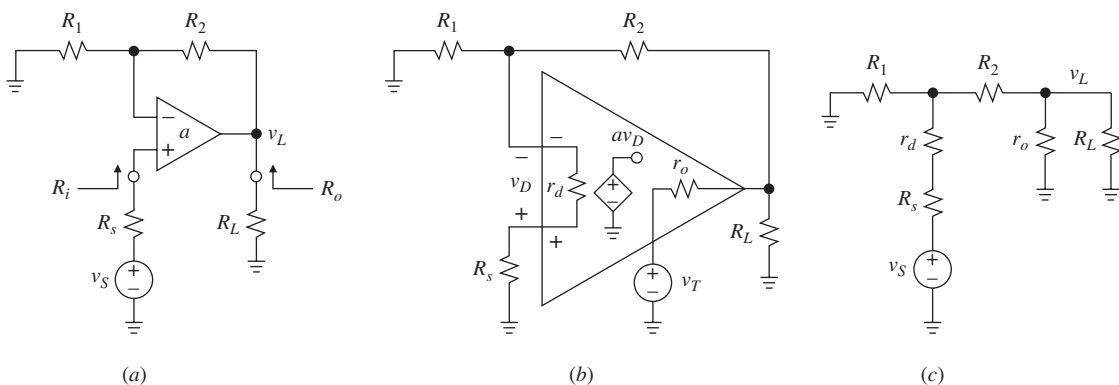 R1
R2
−
a
+
vL
Ri
Ro
Rs
RL
vS
+
−
(a)
R1
R2
−
−
avD
ro
vD
rd
+
−
+
+
RL
Rs
+
−
vT
(b)
R1
R2
vL
rd
ro
RL
Rs
vS
+
−
(c)